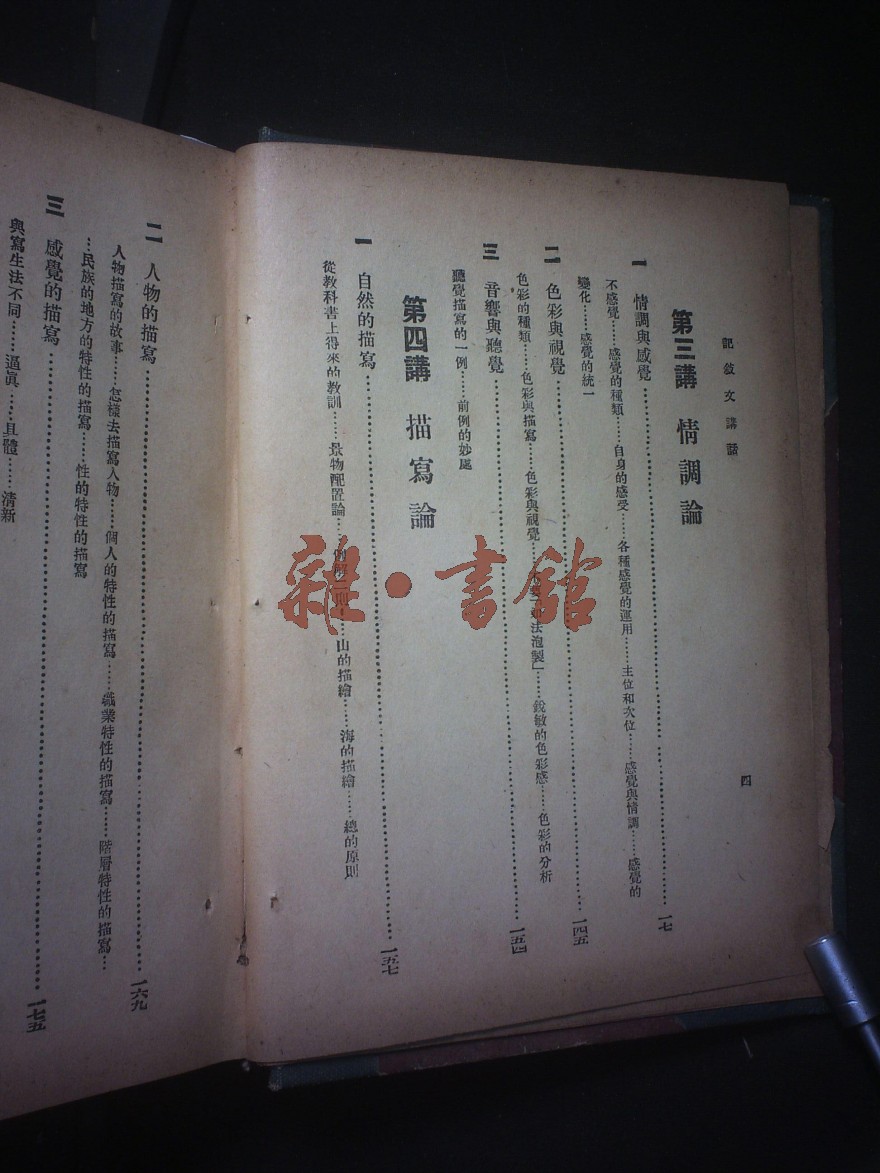 記敘文講話
四
第三講 情調論
一 情調與感覺……一一七
不感覺……感覺的種類……自身的感受……各種感覺的運用……主位和次位……感覺與情調……感覺的
變化……感覺的統一
二 色彩與視覺……一四五
色彩的種類……色彩與描寫……色彩與視覺……法泡製」……銳敏的色彩感……色彩的分析
三 音響與聽覺……一五四
聽覺描寫的一例……前例的妙處
第四講 描寫論
一 自然的描寫……一五七
從教科書上得來的教訓……景物配置論……例解二則……山的描繪……海的描繪……總的原則
二 人物的描寫……一六九
人物描寫的故事……怎樣去描寫人物……個人的特性的描寫……職業特性的描寫……階層特性的描寫…
…民族的地方的特性的描寫……性的特性的描寫
三 感覺的描寫……一七五
與寫生法不同……逼眞……具體……清新
雜·書館